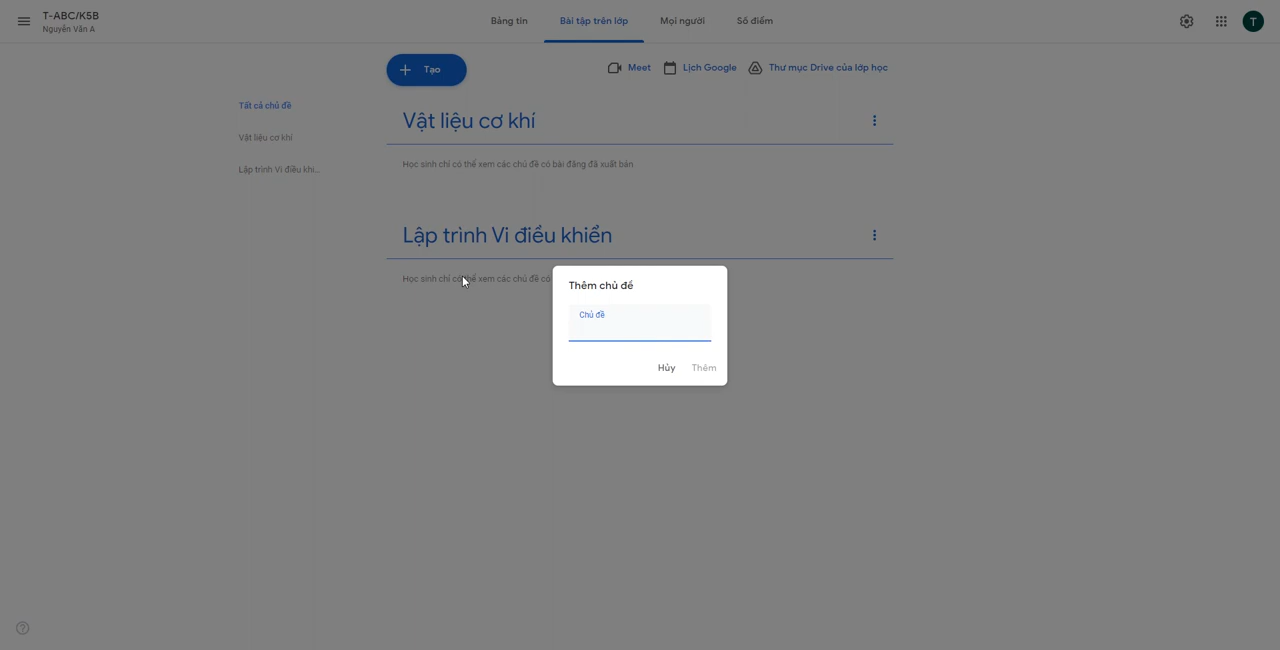 T-ABC/K5B
Nguyễn Văn A
Bảng tin
Bài tập trên lớp
Mọi người
Số điểm
T
Tạo
Meet
Lịch Google
Thư mục Drive của lớp học
Tất cả chủ đề
Vật liệu cơ khí
Lập trình Vi điều khi...
Vật liệu cơ khí
Học sinh chỉ có thể xem các chủ đề có bài đăng đã xuất bản
Lập trình Vi điều khiển
Học sinh chỉ có thể xem các chủ đề có
Thêm chủ đề
Chủ đề
Hủy
Thêm